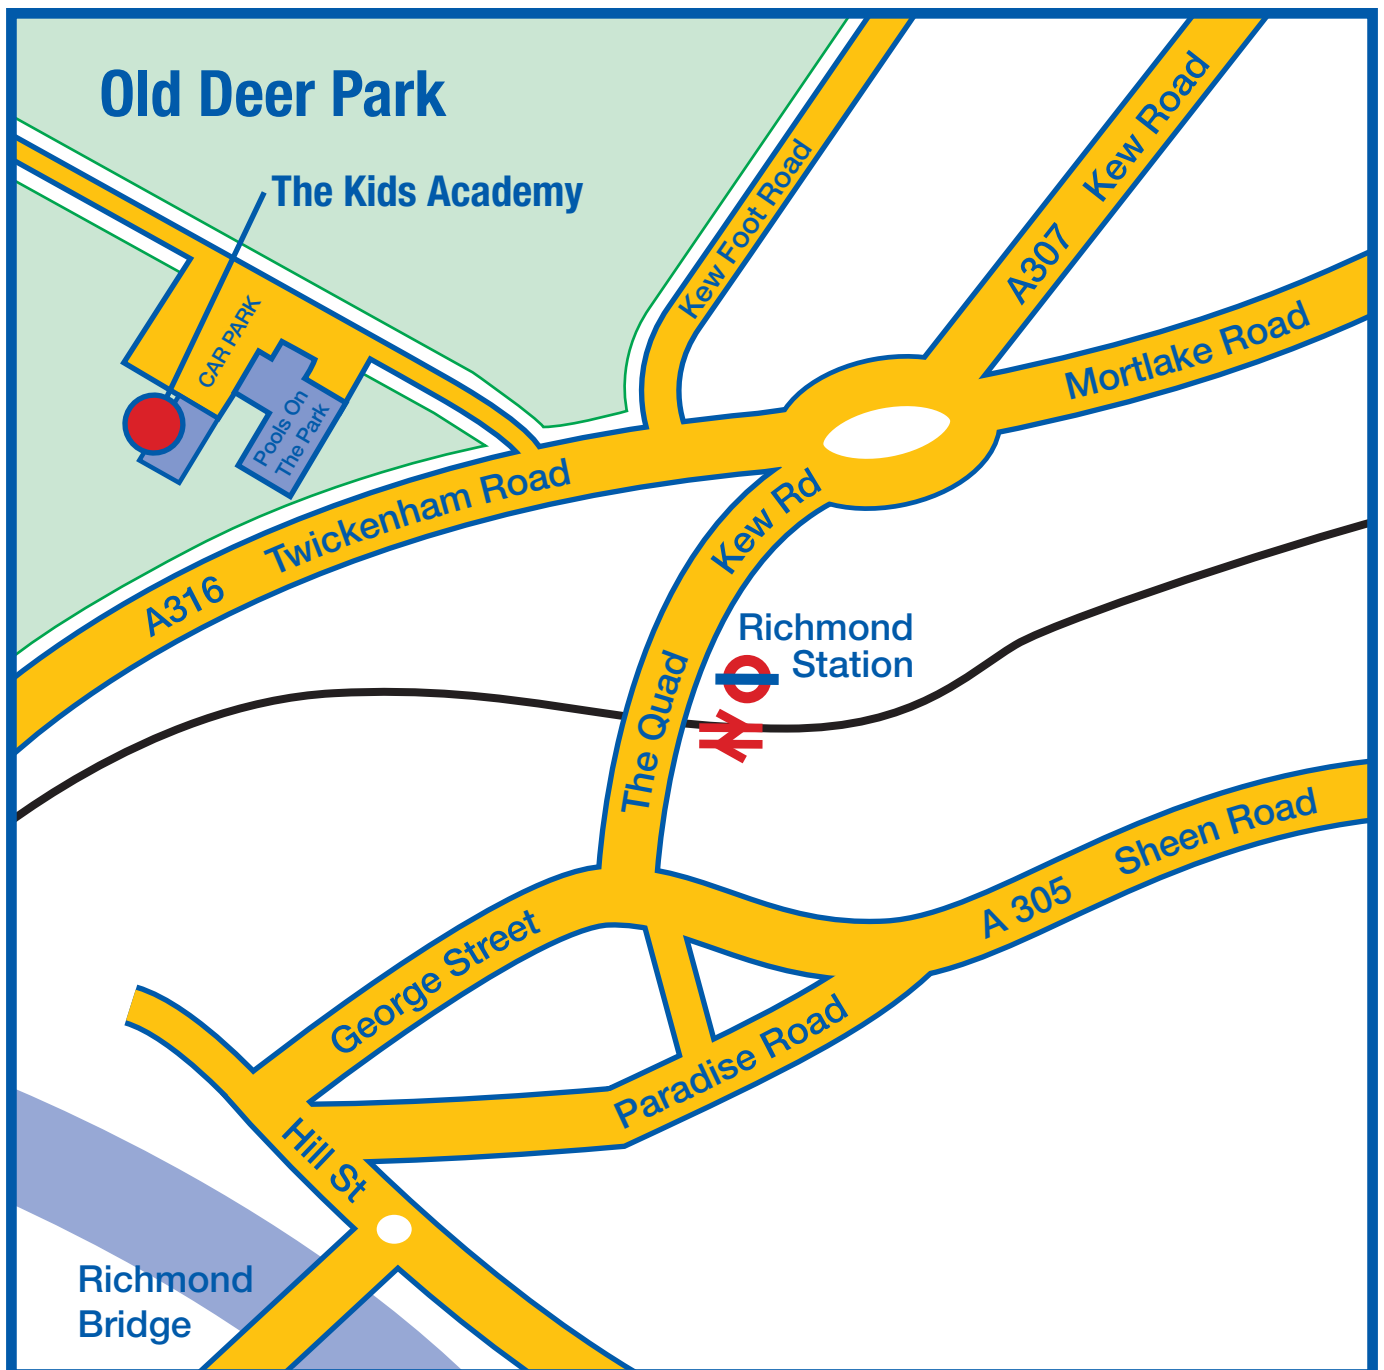 Old Deer Park
The Kids Academy
Kew Foot Road
A307 Kew Road
Mortlake Road
CAR PARK
Pools On
The Park
A316 Twickenham Road
Kew Rd
Richmond
Station
The Quad
A 305 Sheen Road
George Street
Paradise Road
Hill St
Richmond
Bridge